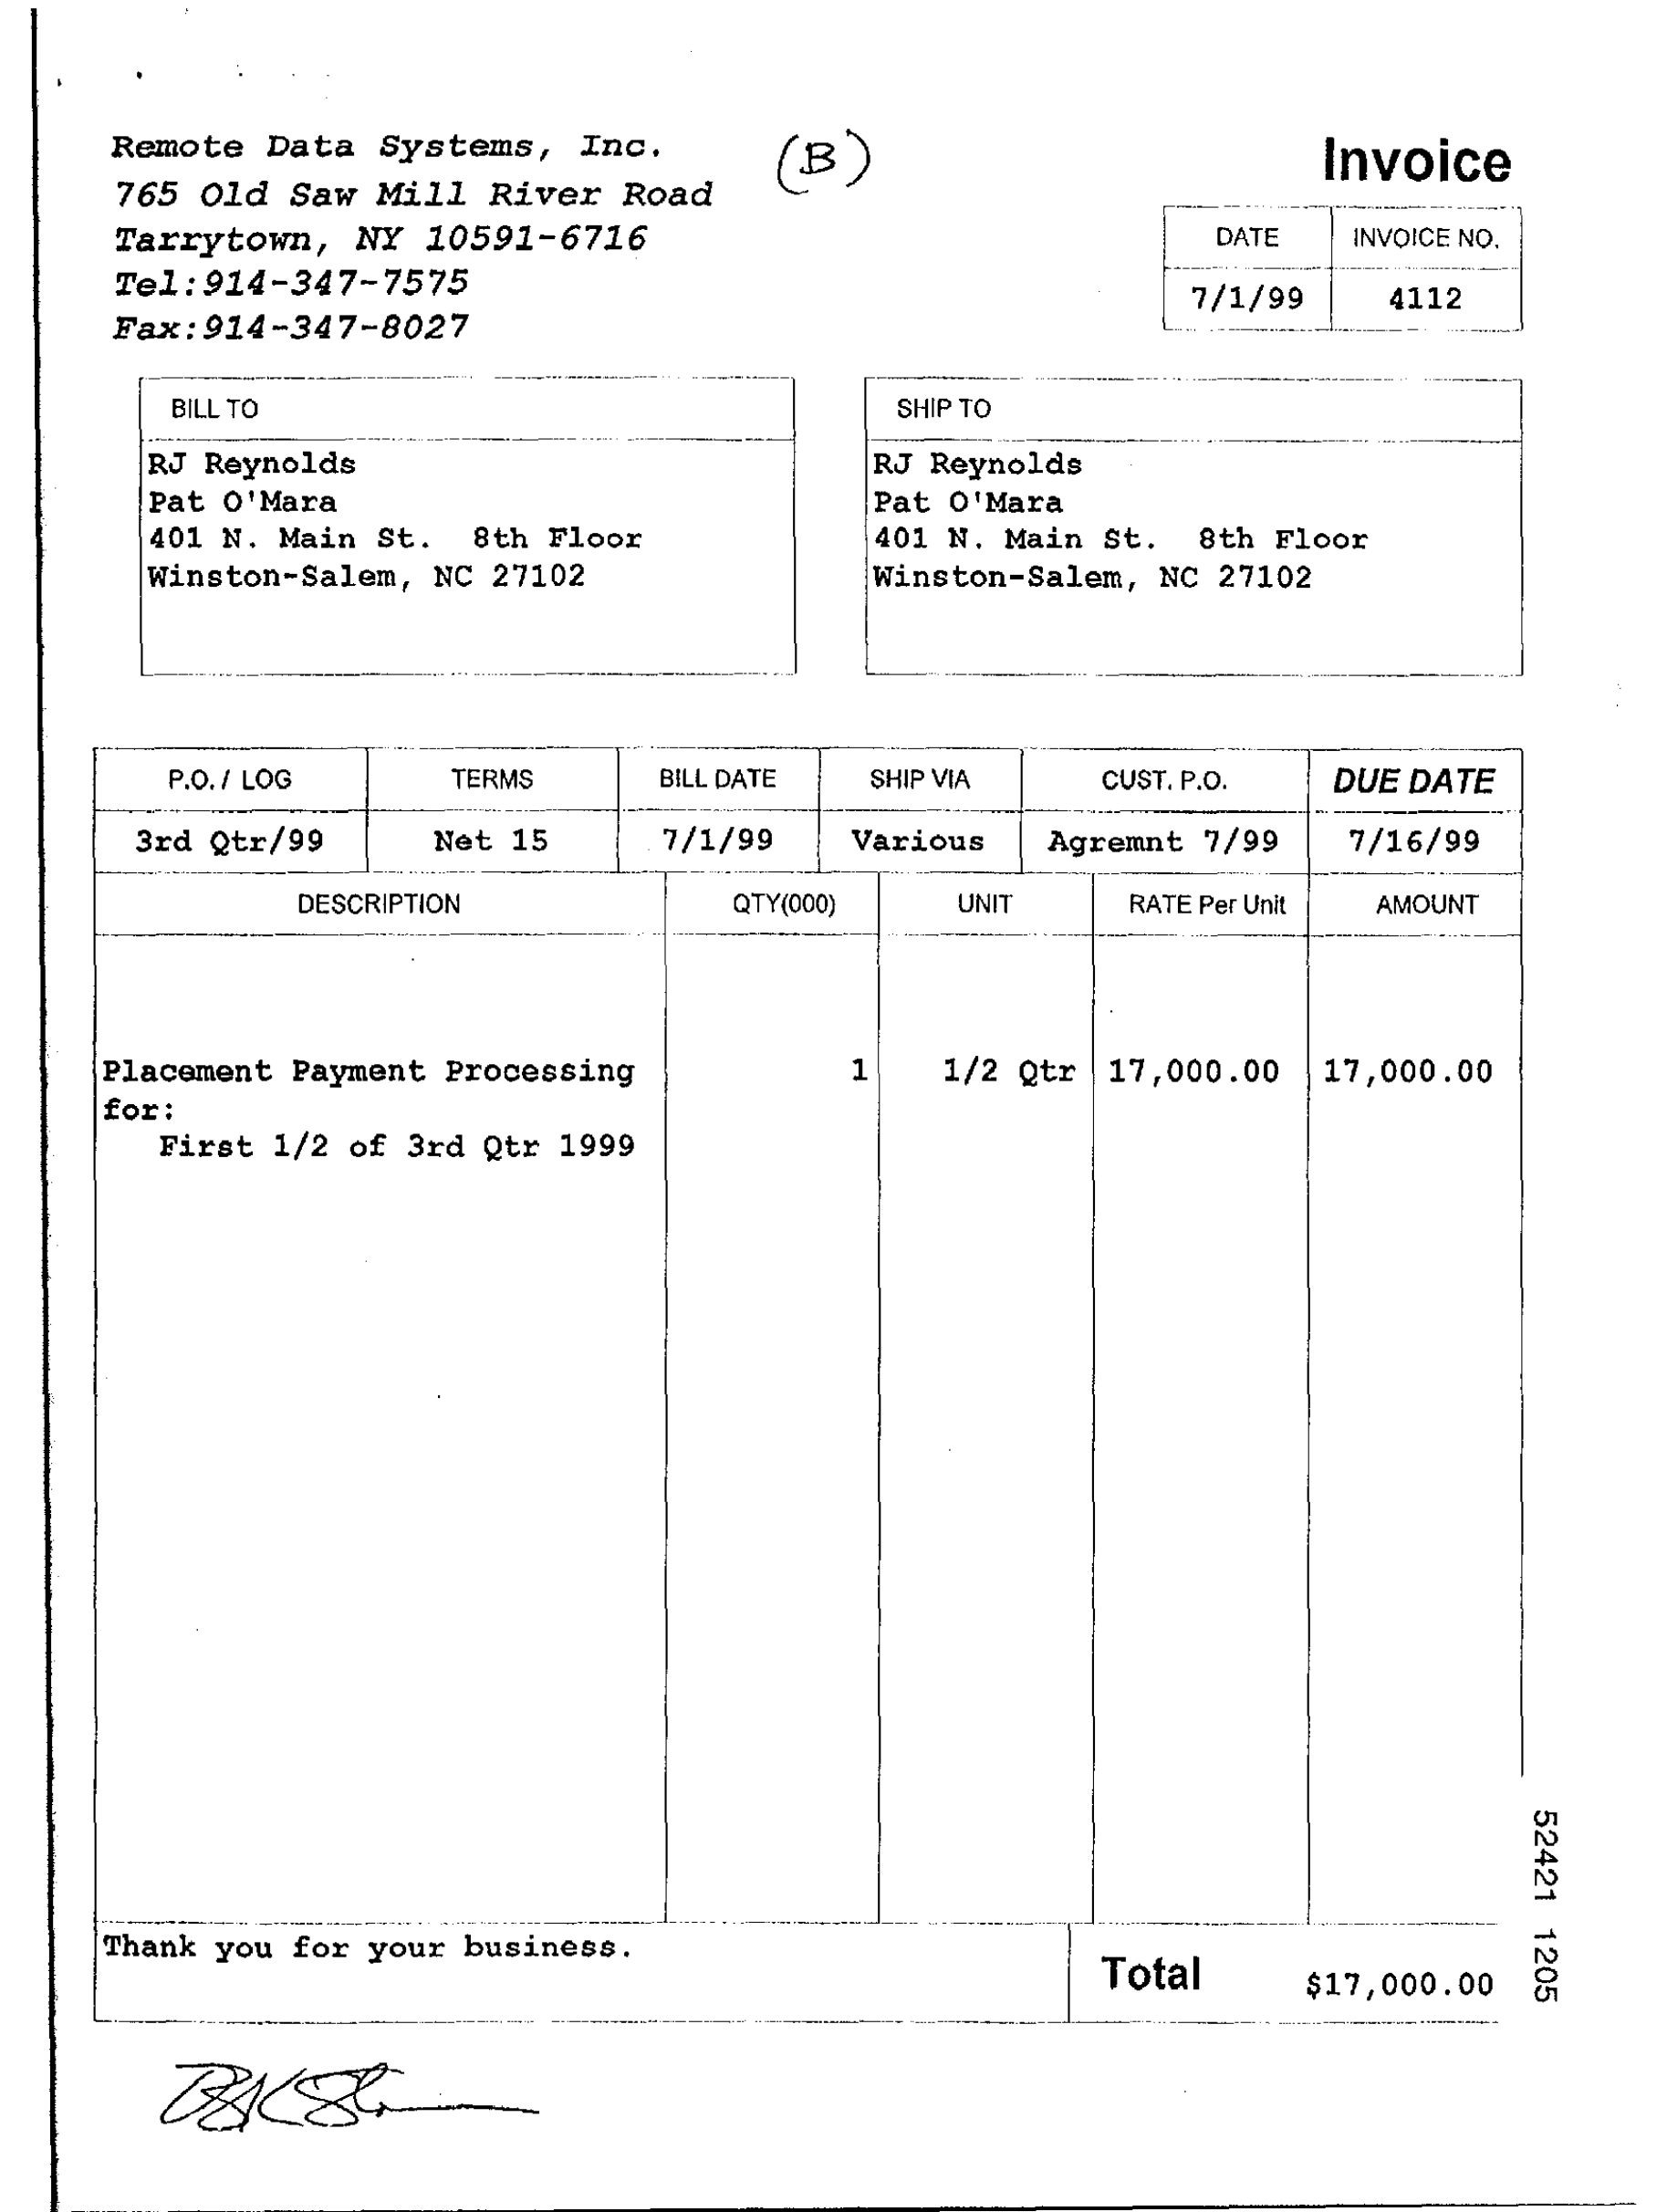 Remote Data Systems, Inc.
765 Old Saw Mill River Road
Tarrytown, NY 10591-6716
Tel:914-347-7575
Fax:914-347-8027
(B)
Invoice
DATE INVOICE NO.
7/1/99 4112
BILL TO
RJ Reynolds
Pat O'Mara
401 N. Main St. 8th Floor
Winston-Salem, NC 27102
SHIP TO
RJ Reynolds
Pat O'Mara
401 N. Main St. 8th Floor
Winston-Salem, NC 27102
P.O. / LOG TERMS BILL DATE SHIP VIA CUST. P.O. DUE DATE
3rd Qtr/99 Net 15 7/1/99 Various Agremnt 7/99 7/16/99
DESCRIPTION QTY(000) UNIT RATE Per Unit AMOUNT
Placement Payment Processing 1 1/2 Qtr 17,000.00 17,000.00
for:
First 1/2 of 3rd Qtr 1999
Thank you for your business.
Total $17,000.00
52421 1205